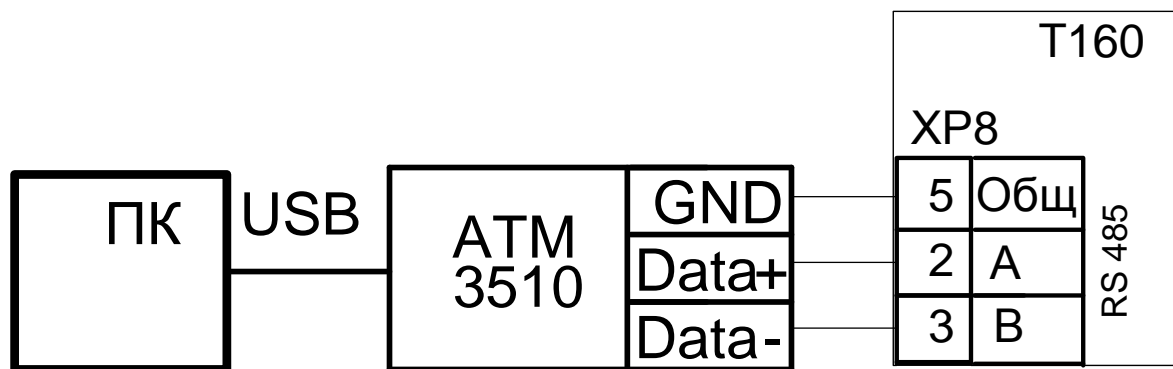 T160
XP8
ПК
USB
ATM
3510
GND
Data+
Data-
5
Общ
2
A
3
B
RS 485